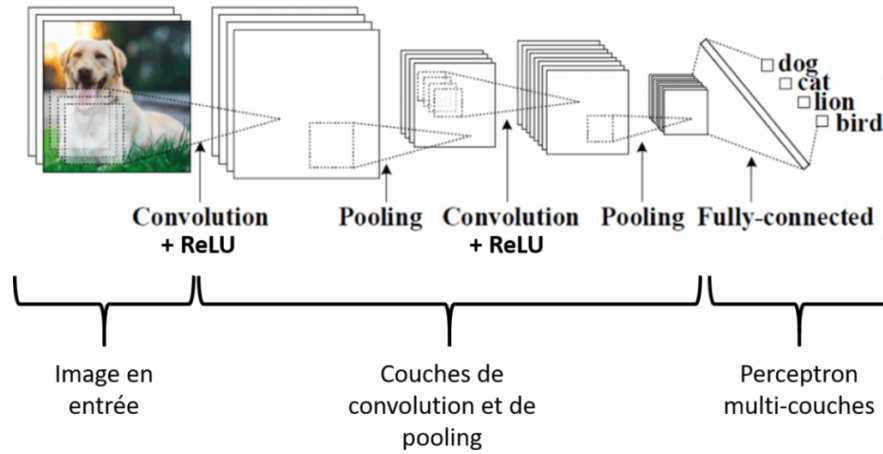 dog
cat
lion
bird
Convolution
+ ReLU
Pooling
Convolution
+ ReLU
Pooling
Fully-connected
Image en
entrée
Couches de
convolution et de
pooling
Perceptron
multi-couches